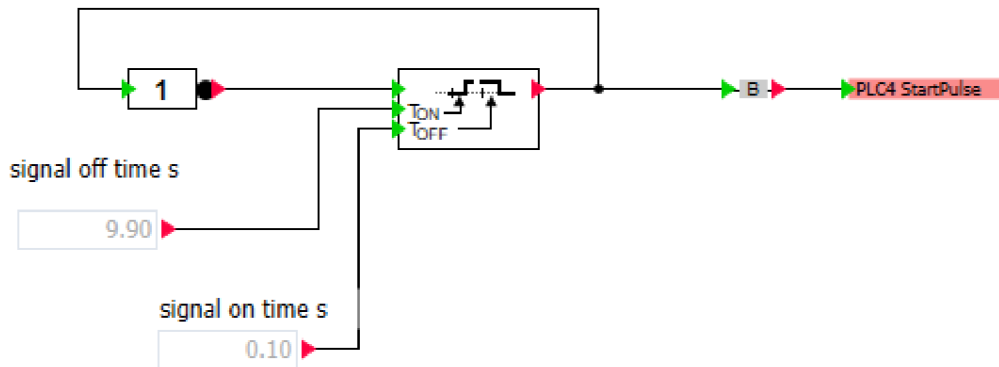 1
B
PLC4 StartPulse
TON
TOFF
signal off time s
9.90
signal on time s
0.10